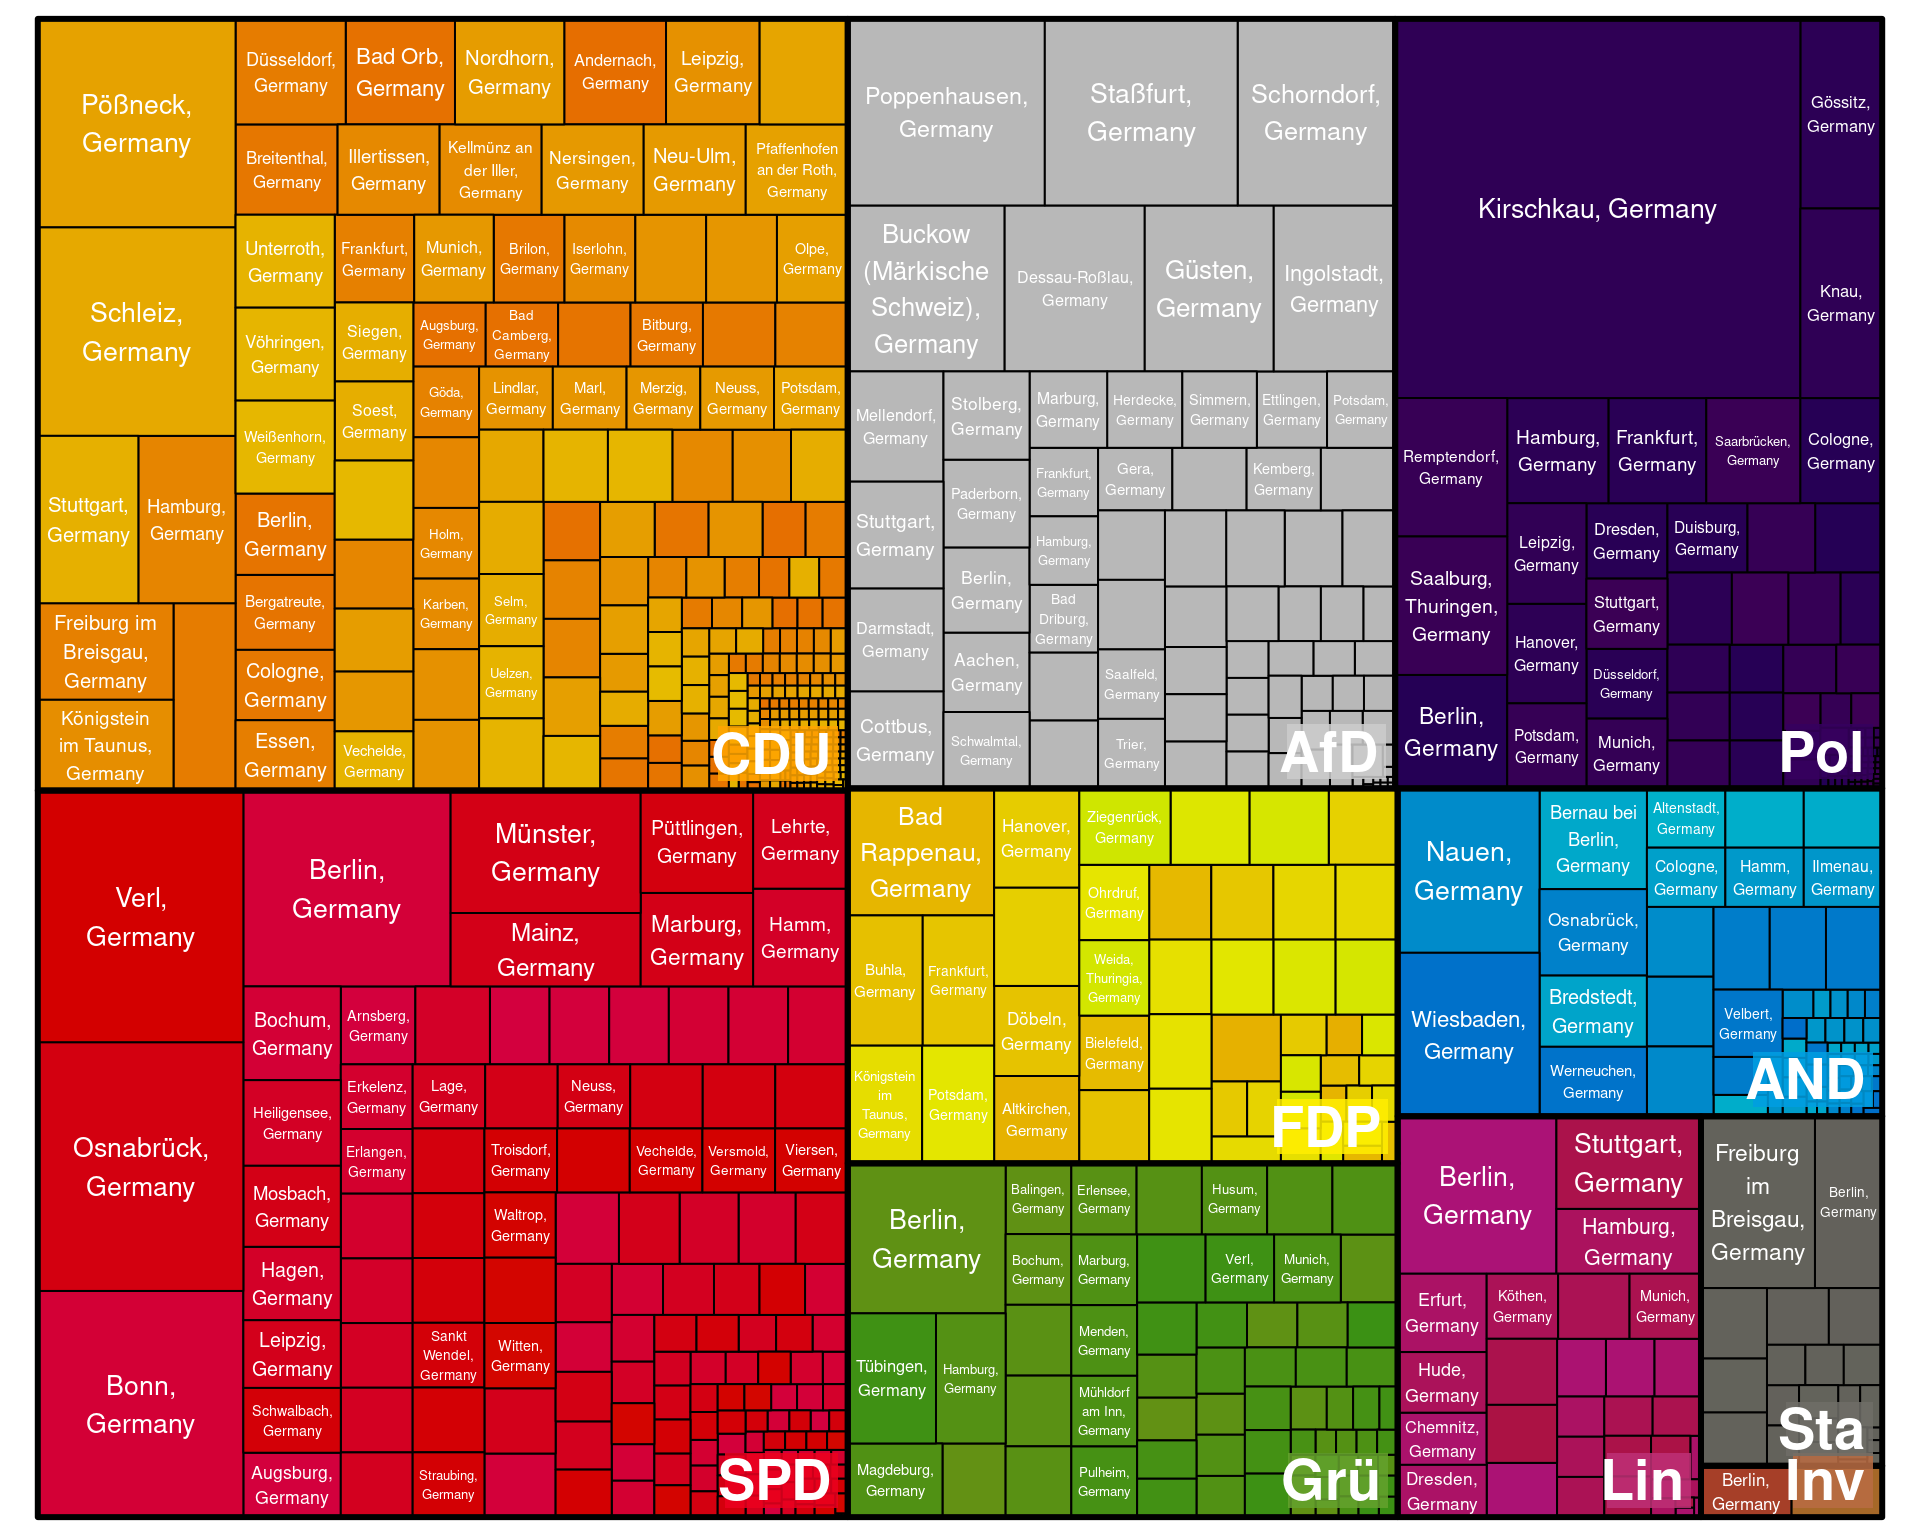 Pößneck,
Germany
Düsseldorf,
Germany
Bad Orb,
Germany
Nordhorn,
Germany
Andernach,
Germany
Leipzig,
Germany
Breitenthal,
Germany
Illertissen,
Germany
Kellmünz an
der Iller,
Germany
Nersingen,
Germany
Neu-Ulm,
Germany
Pfaffenhofen
an der Roth,
Germany
Schleiz,
Germany
Unterroth,
Germany
Frankfurt,
Germany
Munich,
Germany
Brilon,
Germany
Iserlohn,
Germany
Olpe,
Germany
Vöhringen,
Germany
Siegen,
Germany
Augsburg,
Germany
Bad
Camberg,
Germany
Bitburg,
Germany
Weißenhorn,
Germany
Soest,
Germany
Göda,
Germany
Lindlar,
Germany
Marl,
Germany
Merzig,
Germany
Neuss,
Germany
Potsdam,
Germany
Stuttgart,
Germany
Hamburg,
Germany
Berlin,
Germany
Holm,
Germany
Bergatreute,
Germany
Karben,
Germany
Selm,
Germany
Freiburg im
Breisgau,
Germany
Cologne,
Germany
Uelzen,
Germany
Königstein
im Taunus,
Germany
Essen,
Germany
Vechelde,
Germany
CDU
Poppenhausen,
Germany
Staßfurt,
Germany
Schorndorf,
Germany
Buckow
(Märkische
Schweiz),
Germany
Dessau-Roßlau,
Germany
Güsten,
Germany
Ingolstadt,
Germany
Mellendorf,
Germany
Stolberg,
Germany
Marburg,
Germany
Herdecke,
Germany
Simmern,
Germany
Ettlingen,
Germany
Potsdam,
Germany
Paderborn,
Germany
Frankfurt,
Germany
Gera,
Germany
Kemberg,
Germany
Stuttgart,
Germany
Hamburg,
Germany
Berlin,
Germany
Bad
Driburg,
Germany
Darmstadt,
Germany
Aachen,
Germany
Saalfeld,
Germany
Cottbus,
Germany
Schwalmtal,
Germany
Trier,
Germany
AfD
Kirschkau, Germany
Gössitz,
Germany
Knau,
Germany
Remptendorf,
Germany
Hamburg,
Germany
Frankfurt,
Germany
Saarbrücken,
Germany
Cologne,
Germany
Leipzig,
Germany
Dresden,
Germany
Duisburg,
Germany
Saalburg,
Thuringen,
Germany
Stuttgart,
Germany
Hanover,
Germany
Düsseldorf,
Germany
Berlin,
Germany
Potsdam,
Germany
Munich,
Germany
Pol
Verl,
Germany
Berlin,
Germany
Münster,
Germany
Püttlingen,
Germany
Lehrte,
Germany
Mainz,
Germany
Marburg,
Germany
Hamm,
Germany
Bochum,
Germany
Arnsberg,
Germany
Osnabrück,
Germany
Heiligensee,
Germany
Erkelenz,
Germany
Lage,
Germany
Neuss,
Germany
Erlangen,
Germany
Troisdorf,
Germany
Vechelde,
Germany
Versmold,
Germany
Viersen,
Germany
Mosbach,
Germany
Waltrop,
Germany
Hagen,
Germany
Bonn,
Germany
Leipzig,
Germany
Sankt
Wendel,
Germany
Witten,
Germany
Schwalbach,
Germany
Augsburg,
Germany
Straubing,
Germany
SPD
Bad
Rappenau,
Germany
Hanover,
Germany
Ziegenrück,
Germany
Ohrdruf,
Germany
Buhla,
Germany
Frankfurt,
Germany
Weida,
Thuringia,
Germany
Döbeln,
Germany
Bielefeld,
Germany
Königstein
im
Taunus,
Germany
Potsdam,
Germany
Altkirchen,
Germany
FDP
Berlin,
Germany
Balingen,
Germany
Erlensee,
Germany
Husum,
Germany
Bochum,
Germany
Marburg,
Germany
Verl,
Germany
Munich,
Germany
Tübingen,
Germany
Hamburg,
Germany
Menden,
Germany
Mühldorf
am Inn,
Germany
Magdeburg,
Germany
Pulheim,
Germany
Grü
Nauen,
Germany
Bernau bei
Berlin,
Germany
Altenstadt,
Germany
Cologne,
Germany
Hamm,
Germany
Ilmenau,
Germany
Osnabrück,
Germany
Wiesbaden,
Germany
Bredstedt,
Germany
Velbert,
Germany
Werneuchen,
Germany
AND
Berlin,
Germany
Stuttgart,
Germany
Hamburg,
Germany
Erfurt,
Germany
Köthen,
Germany
Munich,
Germany
Hude,
Germany
Chemnitz,
Germany
Dresden,
Germany
Lin
Freiburg
im
Breisgau,
Germany
Berlin,
Germany
Sta
Berlin,
Germany
Inv